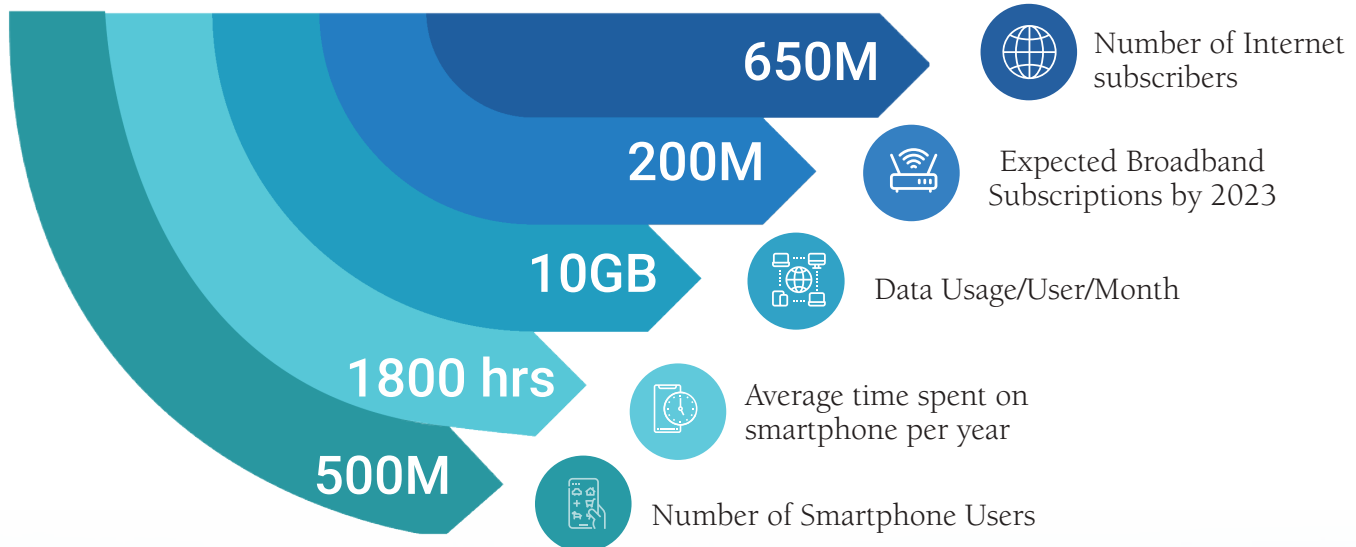 650M
Number of Internet
subscribers
200M
Expected Broadband
Subscriptions by 2023
10GB
Data Usage/User/Month
1800 hrs
Average time spent on
smartphone per year
500M
Number of Smartphone Users